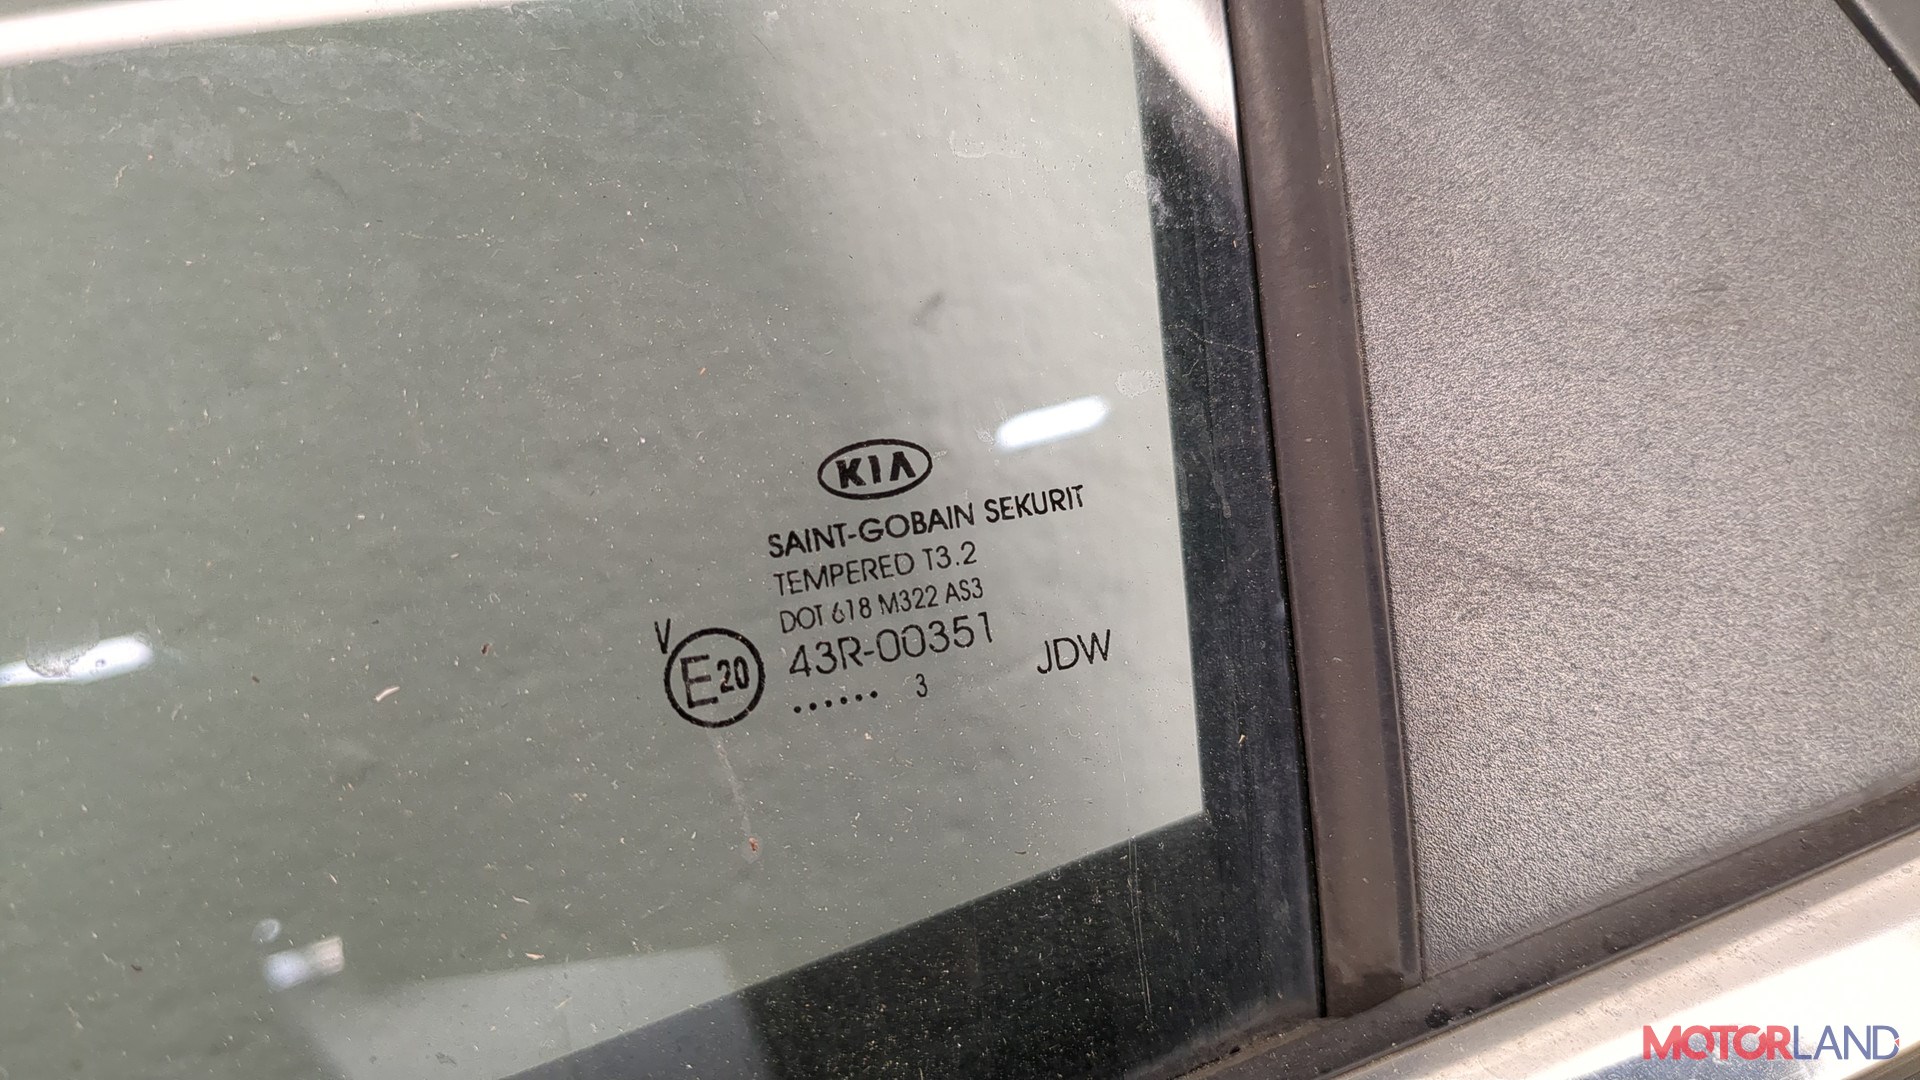 KIA
SAINT-GOBAIN SEKURIT
TEMPERED T3.2
DOT 618 M322 AS3
V
E20 43R-00351
...... 3
JDW
MOTORLAND